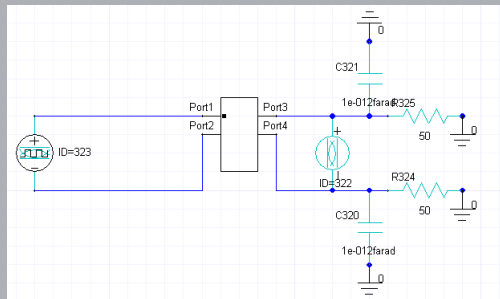 0
C321
1e-012farad
R325
Port1
Port3
Port2
Port4
50
0
ID=323
ID=322
R324
C320
50
0
1e-012farad
0